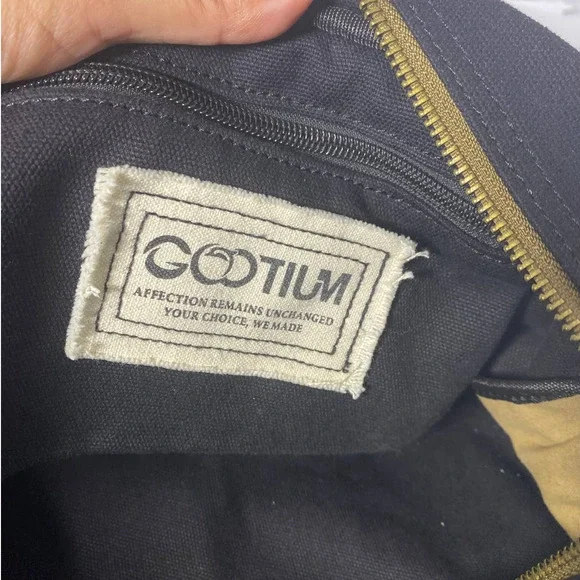 GOOTIUM
AFFECTION REMAINS UNCHANGED
YOUR CHOICE, WE MADE